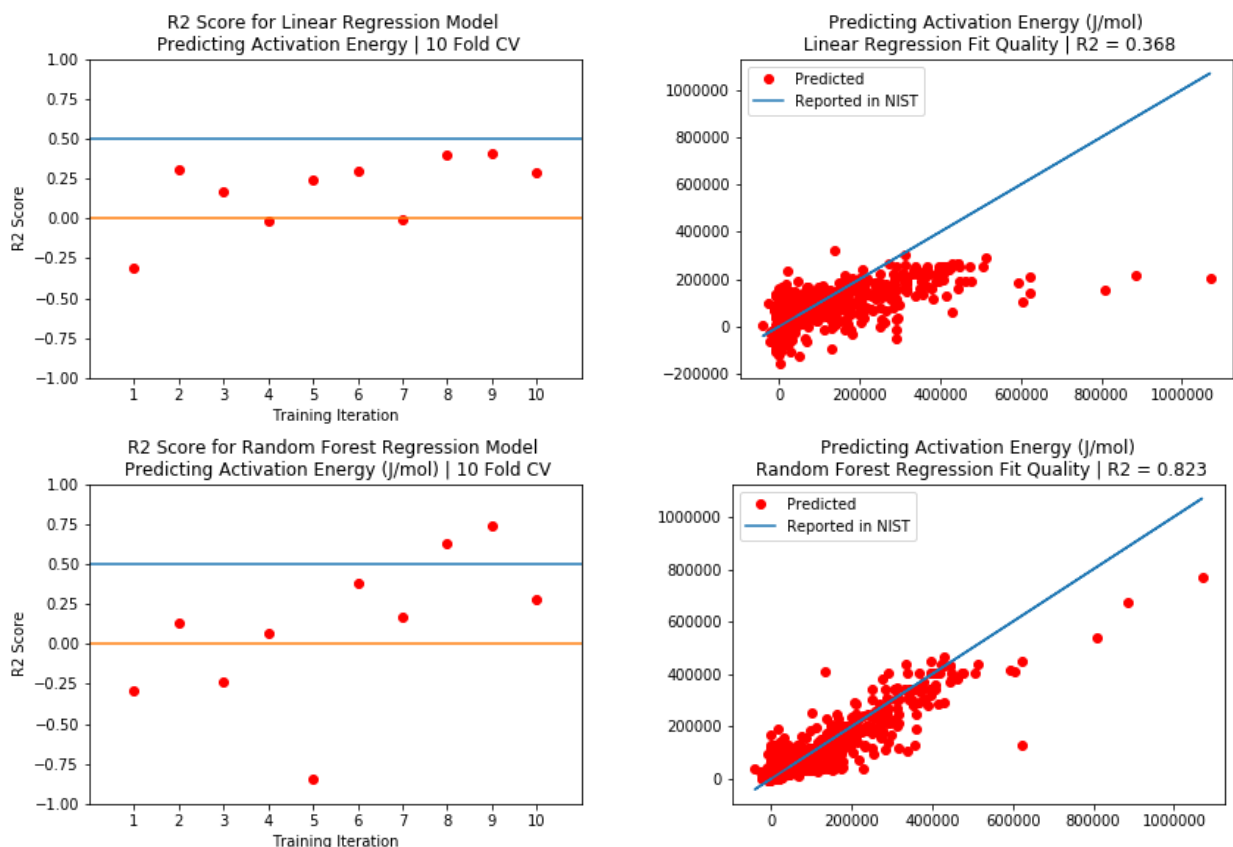 R2 Score for Linear Regression Model
Predicting Activation Energy | 10 Fold CV
1.00
0.75
0.50
0.25
0.00
−0.25
−0.50
−0.75
−1.00
R2 Score
1 2 3 4 5 6 7 8 9 10
Training Iteration
Predicting Activation Energy (J/mol)
Linear Regression Fit Quality | R2 = 0.368
Predicted
Reported in NIST
1000000
800000
600000
400000
200000
0
−200000
0 200000 400000 600000 800000 1000000
R2 Score for Random Forest Regression Model
Predicting Activation Energy (J/mol) | 10 Fold CV
1.00
0.75
0.50
0.25
0.00
−0.25
−0.50
−0.75
−1.00
R2 Score
1 2 3 4 5 6 7 8 9 10
Training Iteration
Predicting Activation Energy (J/mol)
Random Forest Regression Fit Quality | R2 = 0.823
Predicted
Reported in NIST
1000000
800000
600000
400000
200000
0
0 200000 400000 600000 800000 1000000